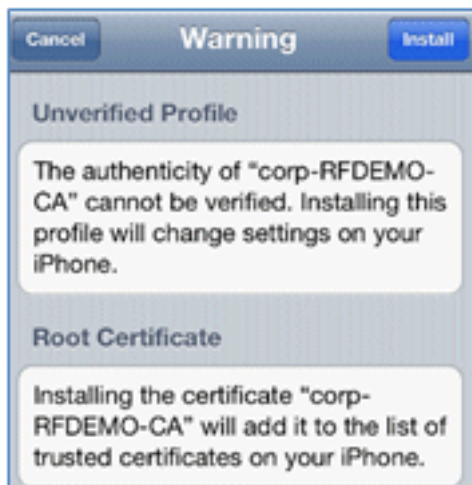 Cancel Warning Install
Unverified Profile
The authenticity of "corp-RFDEMO-
CA" cannot be verified. Installing this
profile will change settings on your
iPhone.
Root Certificate
Installing the certificate "corp-
RFDEMO-CA" will add it to the list of
trusted certificates on your iPhone.